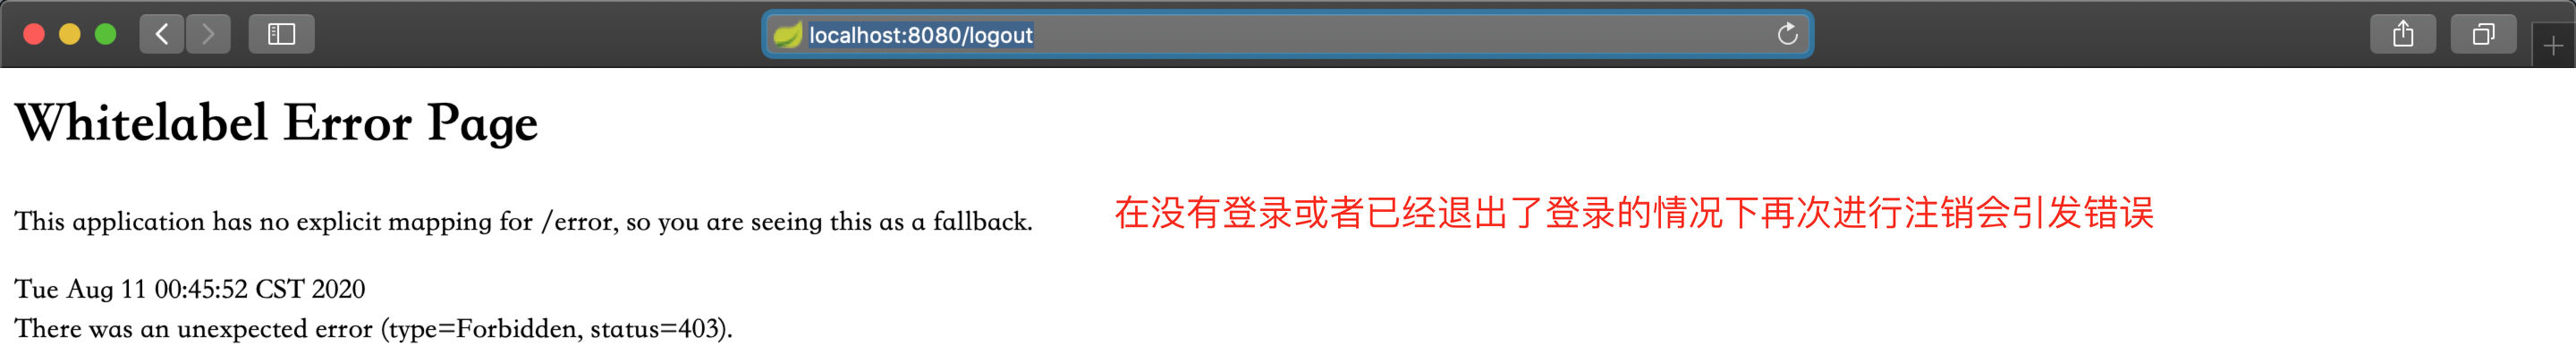 localhost:8080/logout
Whitelabel Error Page
This application has no explicit mapping for /error, so you are seeing this as a fallback.
在没有登录或者已经退出了登录的情况下再次进行注销会引发错误
Tue Aug 11 00:45:52 CST 2020
There was an unexpected error (type=Forbidden, status=403).